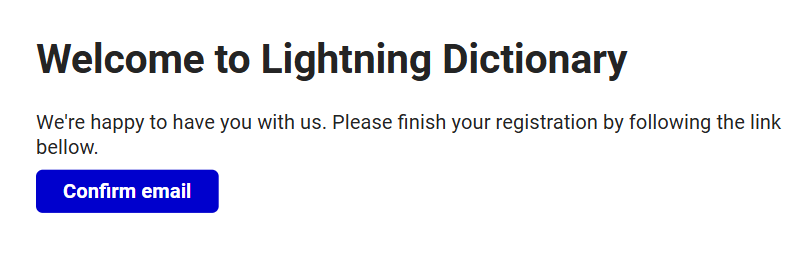 Welcome to Lightning Dictionary
We're happy to have you with us. Please finish your registration by following the link
bellow.
Confirm email